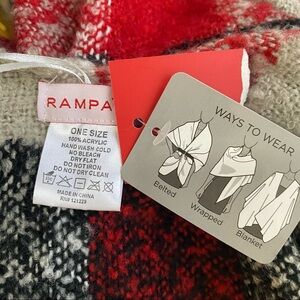 RAMPA
ONE SIZE
100% ACRYLIC
HAND WASH COLD
NO BLEACH
DRY FLAT
DO NOT IRON
DO NOT DRY CLEAN
MADE IN CHINA
WAYS TO WEAR
Belted
Wrapped
Blanket